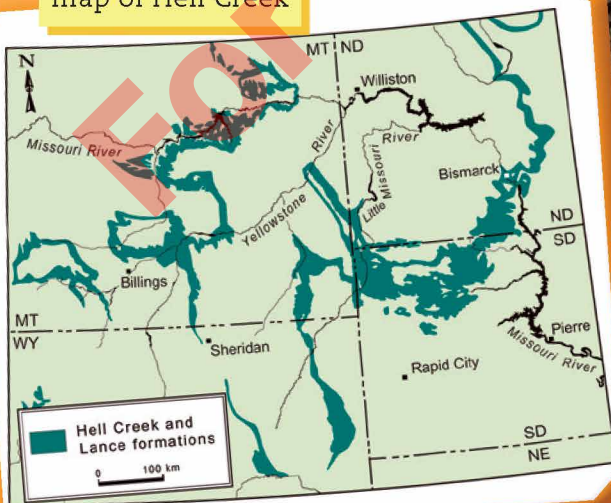 map of Hell Creek
N
MT
ND
Williston
Missouri River
River
River
Missouri
Little
Bismarck
Yellowstone
ND
SD
Billings
MT
WY
Sheridan
Pierre
Missouri River
Rapid City
Hell Creek and
Lance formations
0 100 km
SD
NE
For